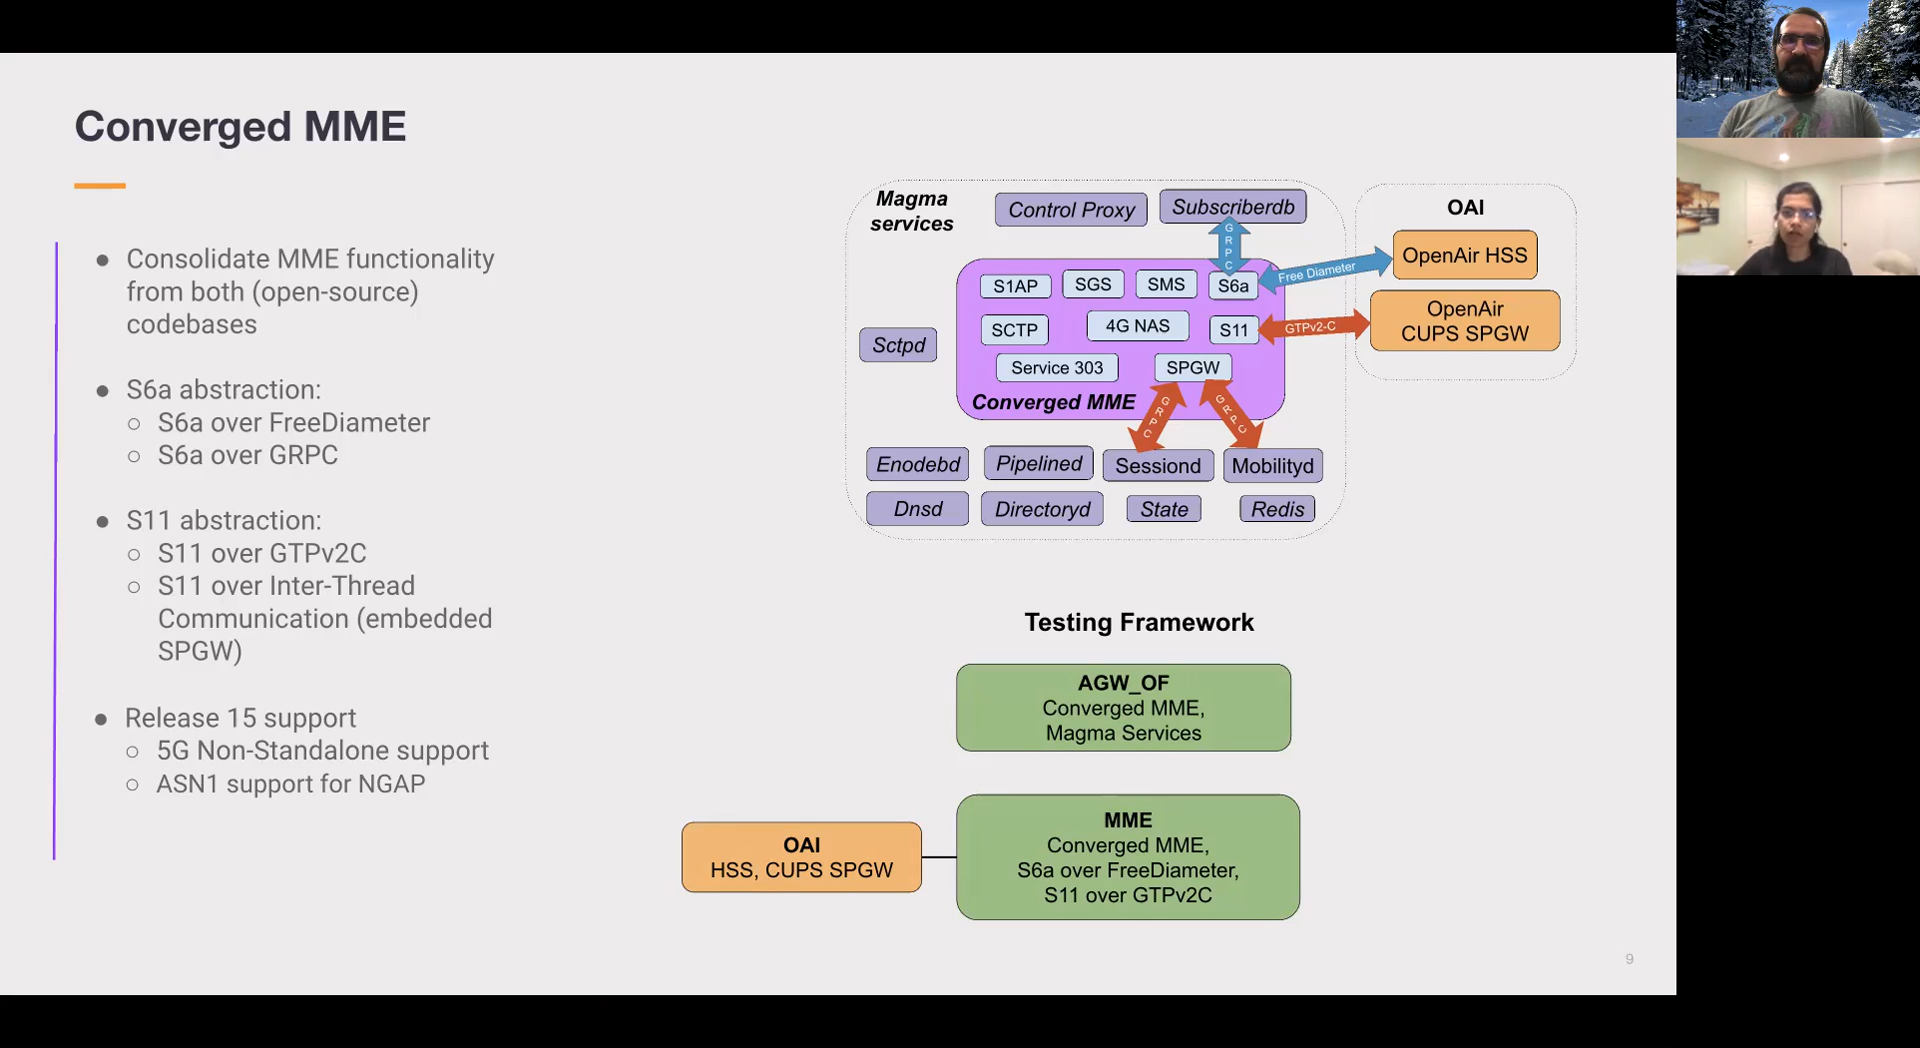 Converged MME
● Consolidate MME functionality
from both (open-source)
codebases
● S6a abstraction:
○ S6a over FreeDiameter
○ S6a over GRPC
● S11 abstraction:
○ S11 over GTPv2C
○ S11 over Inter-Thread
Communication (embedded
SPGW)
● Release 15 support
○ 5G Non-Standalone support
○ ASN1 support for NGAP
Magma
services
Control Proxy
Subscriberdb
GRPC
S1AP
SGS
SMS
S6a
Free Diameter
SCTP
4G NAS
S11
GTPv2-C
Service 303
SPGW
Converged MME
Sctpd
GRPC
GRPC
Enodebd
Pipelined
Sessiond
Mobilityd
Dnsd
Directoryd
State
Redis
OAI
OpenAir HSS
OpenAir
CUPS SPGW
Testing Framework
AGW_OF
Converged MME,
Magma Services
OAI
HSS, CUPS SPGW
MME
Converged MME,
S6a over FreeDiameter,
S11 over GTPv2C
9